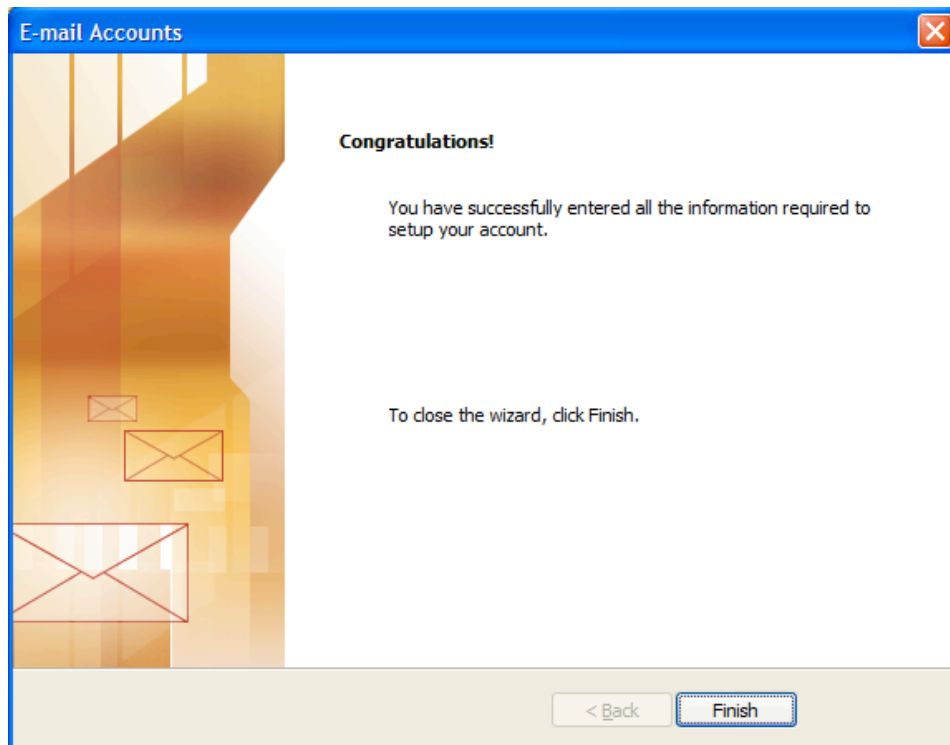 E-mail Accounts
Congratulations!
You have successfully entered all the information required to
setup your account.
To close the wizard, click Finish.
< Back
Finish